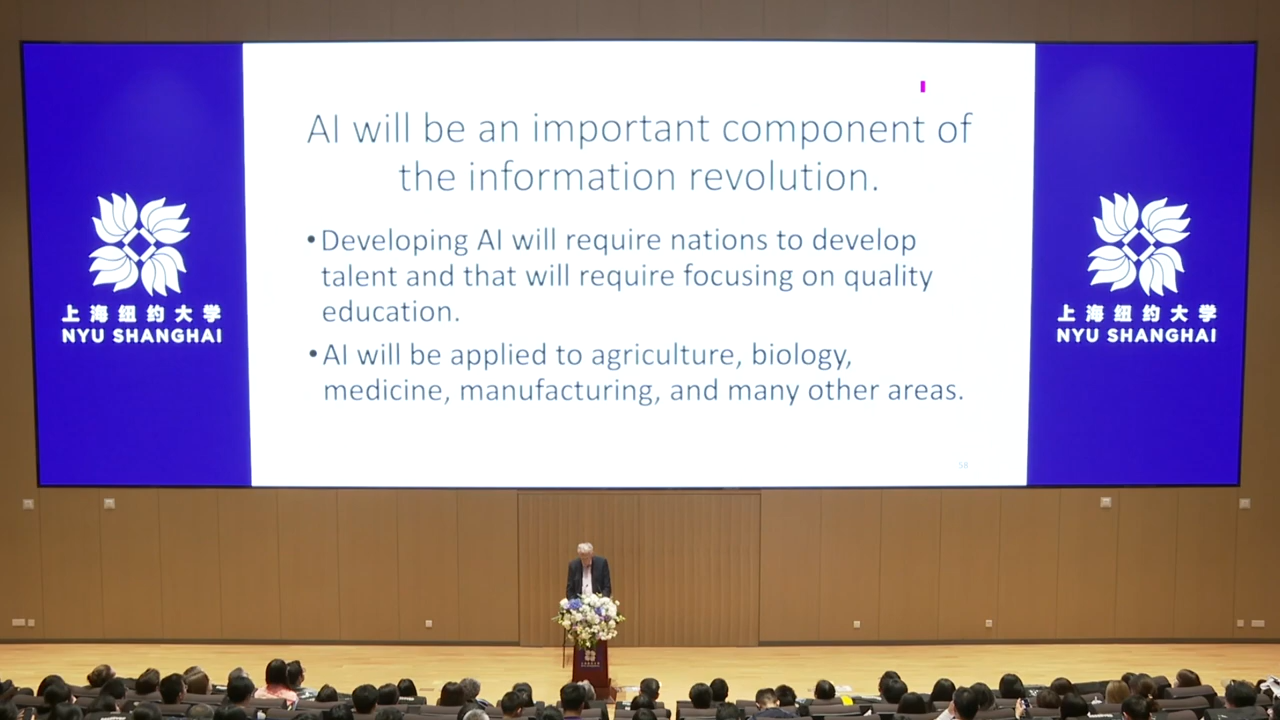 AI will be an important component of
the information revolution.
•Developing AI will require nations to develop
talent and that will require focusing on quality
education.
•AI will be applied to agriculture, biology,
medicine, manufacturing, and many other areas.
58
上海纽约大学
NYU SHANGHAI
上海纽约大学
NYU SHANGHAI